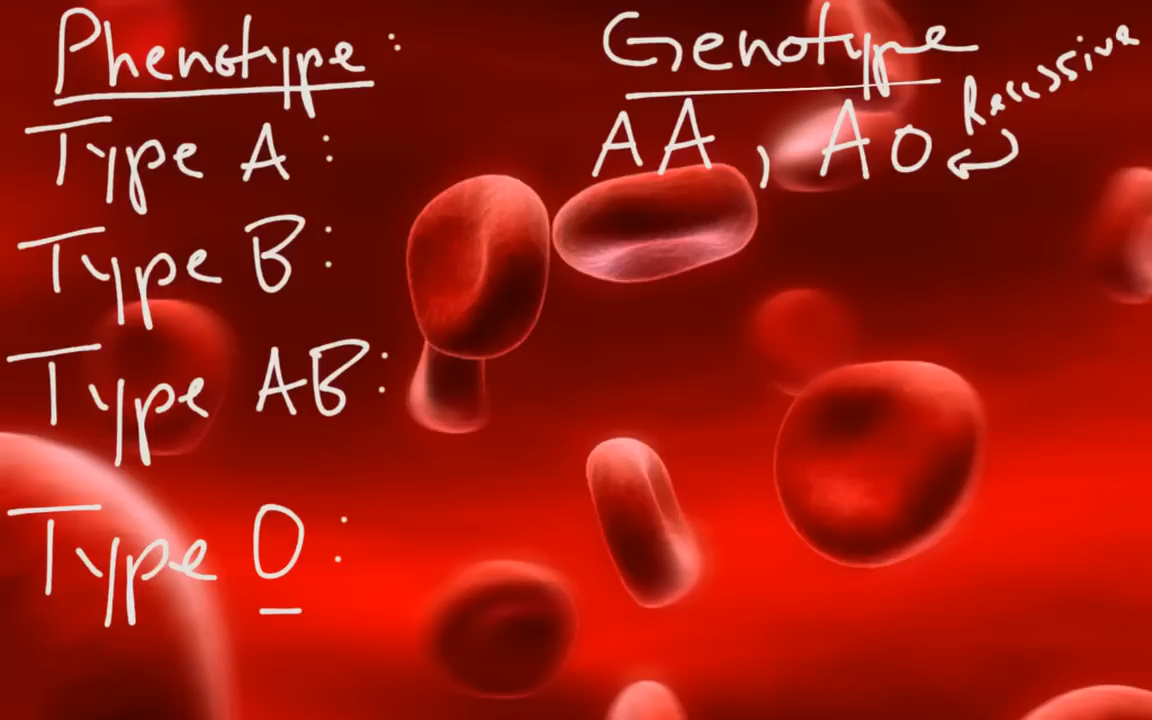 Phenotype: Genotype
Recessive
Type A: AA, AO
Type B:
Type AB:
Type O: